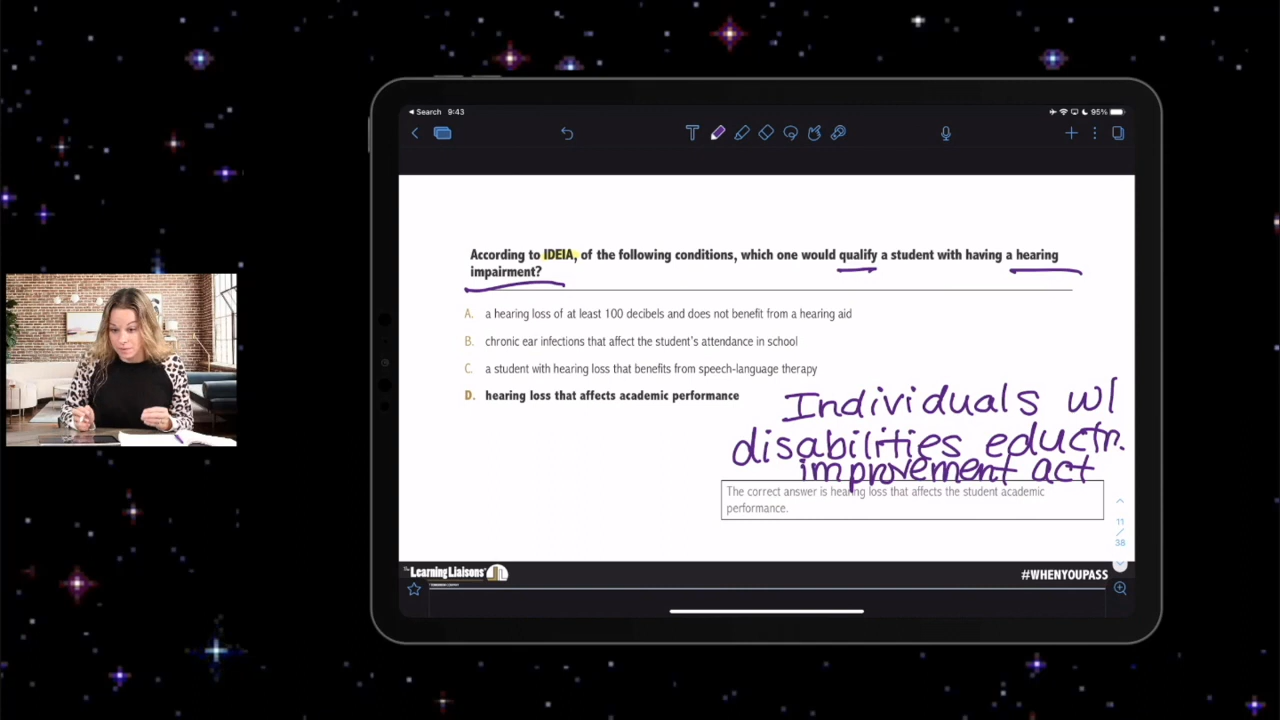 Search 9:43
95%
According to IDEIA, of the following conditions, which one would qualify a student with having a hearing
impairment?
A. a hearing loss of at least 100 decibels and does not benefit from a hearing aid
B. chronic ear infections that affect the student's attendance in school
C. a student with hearing loss that benefits from speech-language therapy
D. hearing loss that affects academic performance
Individuals w/
disabilities eductn.
improvement act
The correct answer is hearing loss that affects the student academic
performance.
11
/
38
The Learning Liaisons
#WHENYOUPASS